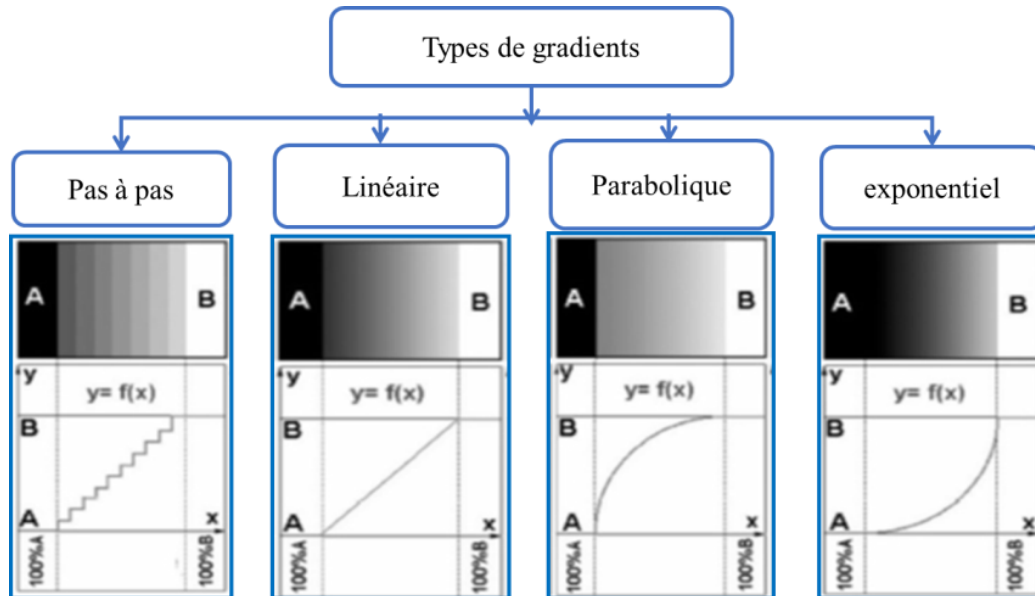 Types de gradients
Pas à pas
Linéaire
Parabolique
exponentiel
A
B
A
B
A
B
A
B
y
y= f(x)
B
A
x
100%A
100%B
y
y= f(x)
B
A
x
100%A
100%B
y
y= f(x)
B
A
x
100%A
100%B
y
y= f(x)
B
A
x
100%A
100%B